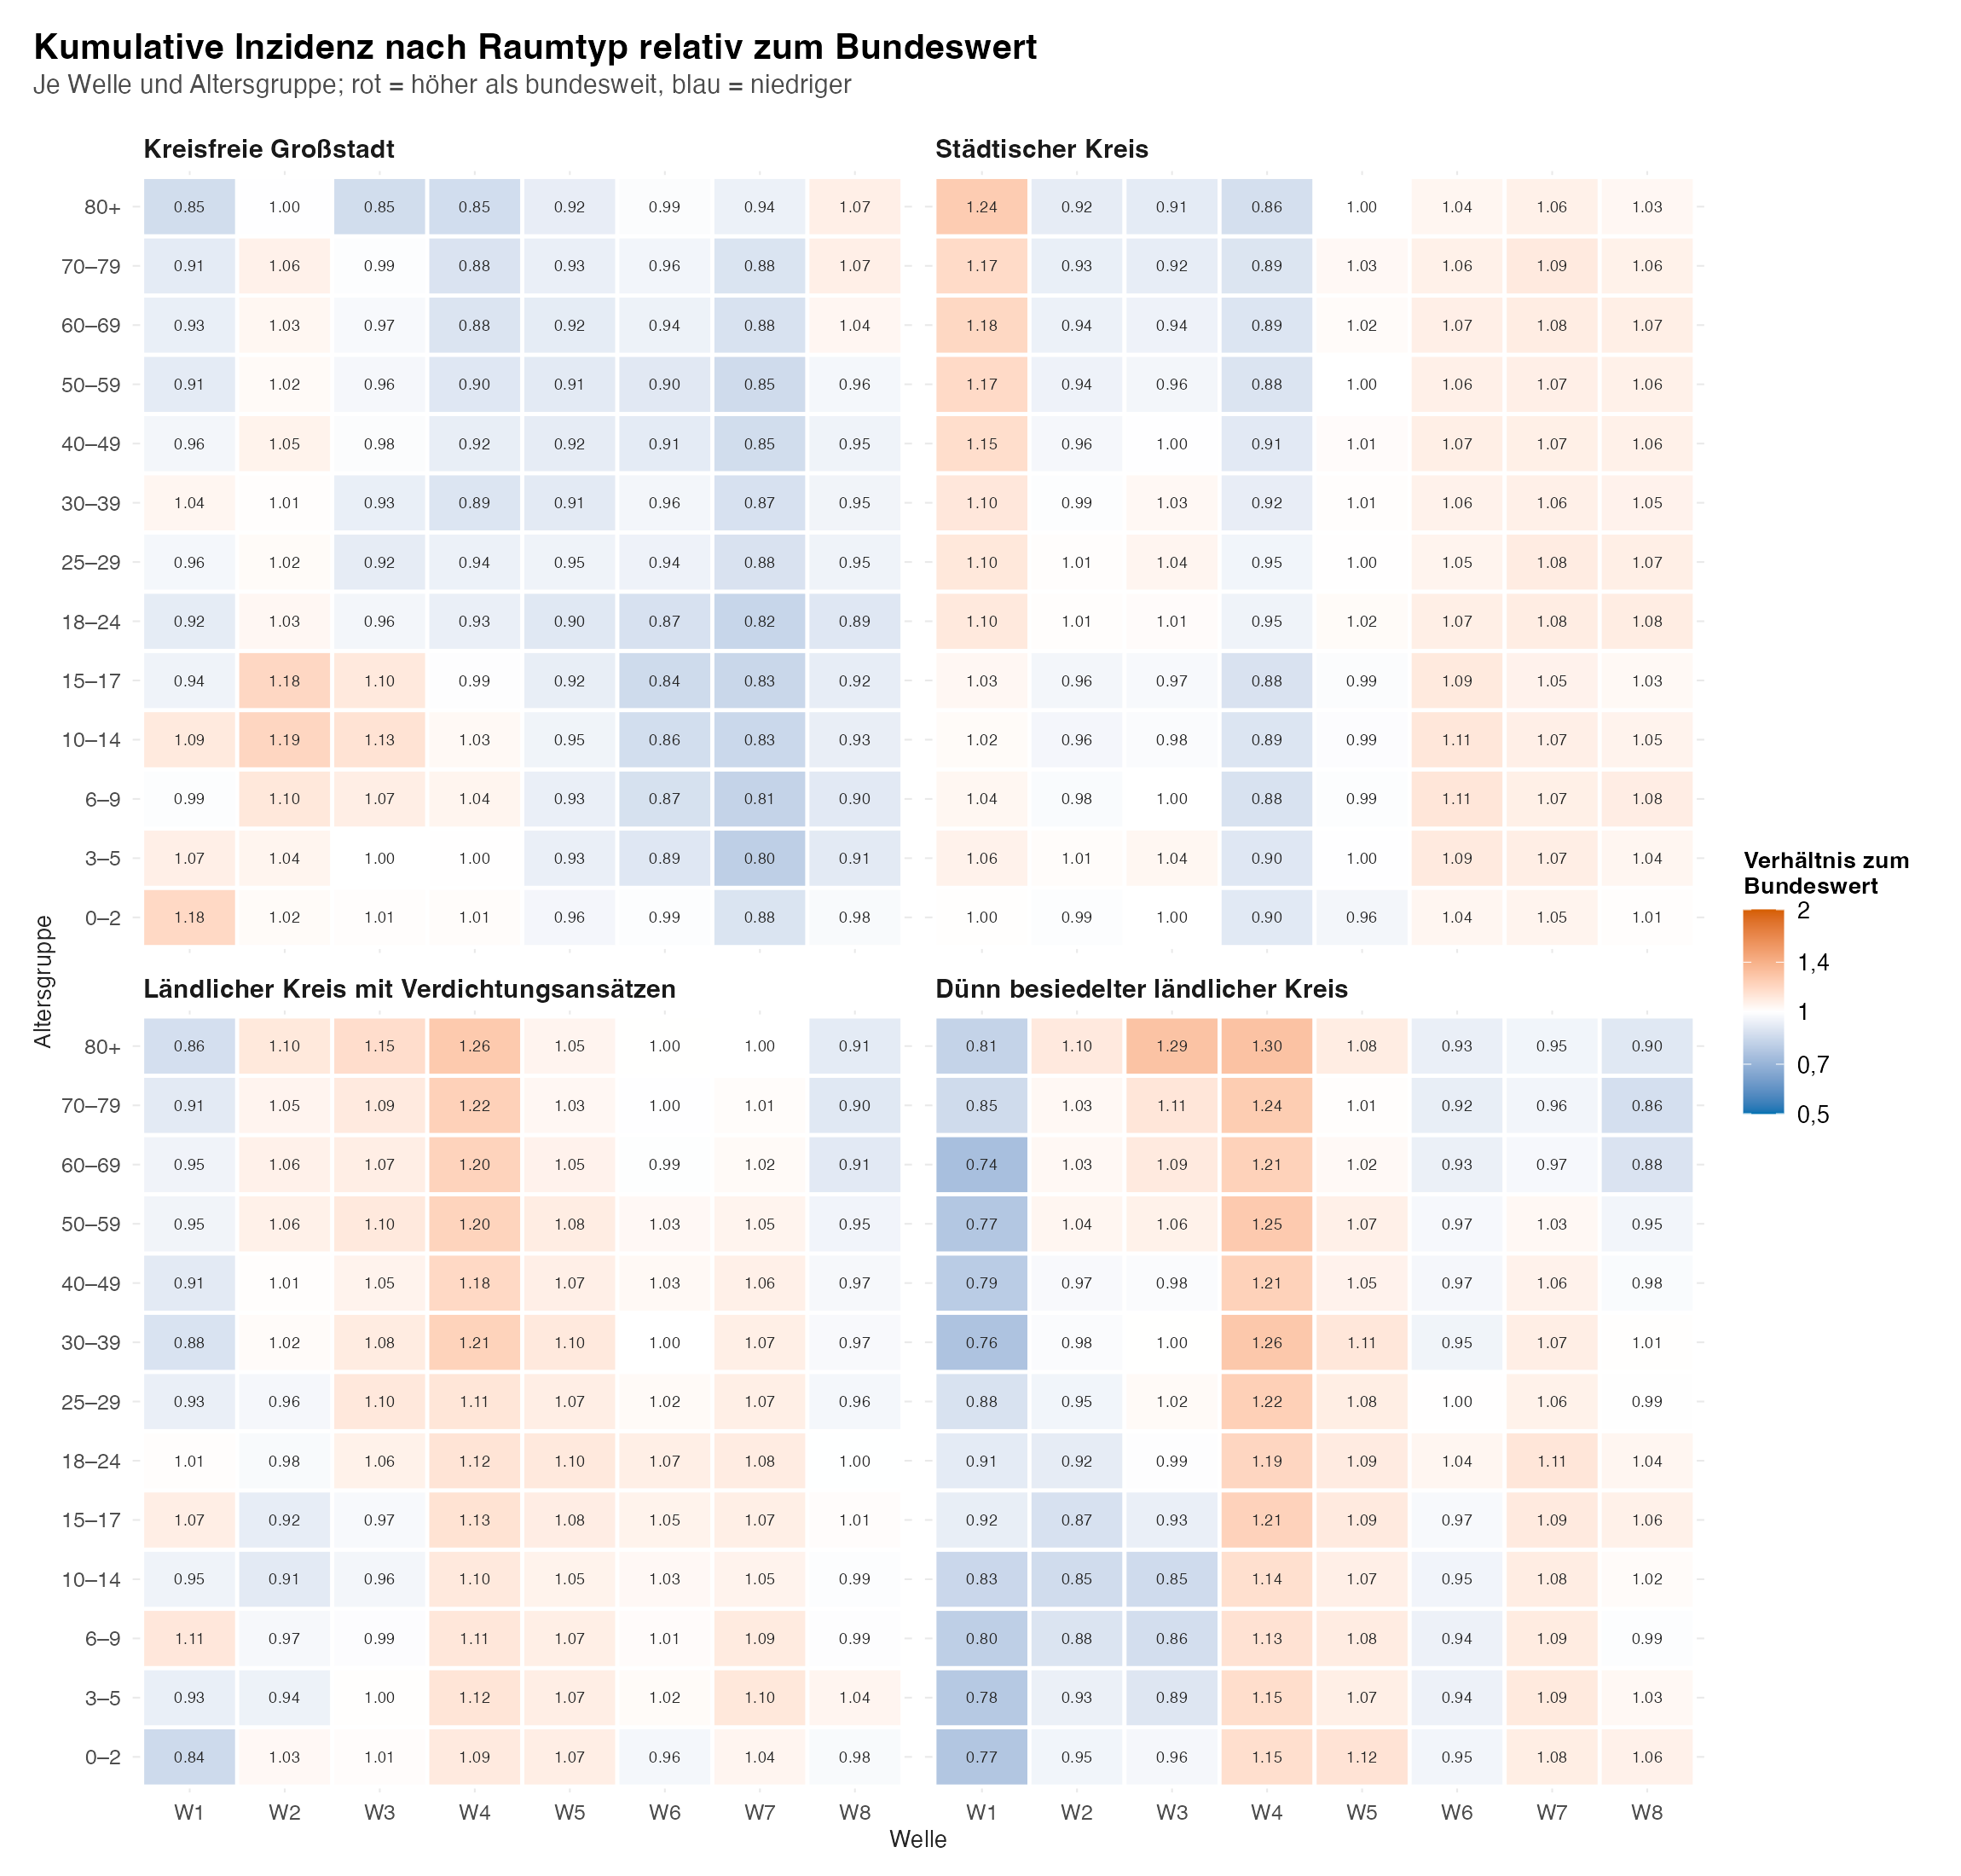 Kumulative Inzidenz nach Raumtyp relativ zum Bundeswert
Je Welle und Altersgruppe; rot = höher als bundesweit, blau = niedriger
Kreisfreie Großstadt
80+ 0.85 1.00 0.85 0.85 0.92 0.99 0.94 1.07
70–79 0.91 1.06 0.99 0.88 0.93 0.96 0.88 1.07
60–69 0.93 1.03 0.97 0.88 0.92 0.94 0.88 1.04
50–59 0.91 1.02 0.96 0.90 0.91 0.90 0.85 0.96
40–49 0.96 1.05 0.98 0.92 0.92 0.91 0.85 0.95
30–39 1.04 1.01 0.93 0.89 0.91 0.96 0.87 0.95
25–29 0.96 1.02 0.92 0.94 0.95 0.94 0.88 0.95
18–24 0.92 1.03 0.96 0.93 0.90 0.87 0.82 0.89
15–17 0.94 1.18 1.10 0.99 0.92 0.84 0.83 0.92
10–14 1.09 1.19 1.13 1.03 0.95 0.86 0.83 0.93
6–9 0.99 1.10 1.07 1.04 0.93 0.87 0.81 0.90
3–5 1.07 1.04 1.00 1.00 0.93 0.89 0.80 0.91
0–2 1.18 1.02 1.01 1.01 0.96 0.99 0.88 0.98
Städtischer Kreis
1.24 0.92 0.91 0.86 1.00 1.04 1.06 1.03
1.17 0.93 0.92 0.89 1.03 1.06 1.09 1.06
1.18 0.94 0.94 0.89 1.02 1.07 1.08 1.07
1.17 0.94 0.96 0.88 1.00 1.06 1.07 1.06
1.15 0.96 1.00 0.91 1.01 1.07 1.07 1.06
1.10 0.99 1.03 0.92 1.01 1.06 1.06 1.05
1.10 1.01 1.04 0.95 1.00 1.05 1.08 1.07
1.10 1.01 1.01 0.95 1.02 1.07 1.08 1.08
1.03 0.96 0.97 0.88 0.99 1.09 1.05 1.03
1.02 0.96 0.98 0.89 0.99 1.11 1.07 1.05
1.04 0.98 1.00 0.88 0.99 1.11 1.07 1.08
1.06 1.01 1.04 0.90 1.00 1.09 1.07 1.04
1.00 0.99 1.00 0.90 0.96 1.04 1.05 1.01
Ländlicher Kreis mit Verdichtungsansätzen
80+ 0.86 1.10 1.15 1.26 1.05 1.00 1.00 0.91
70–79 0.91 1.05 1.09 1.22 1.03 1.00 1.01 0.90
60–69 0.95 1.06 1.07 1.20 1.05 0.99 1.02 0.91
50–59 0.95 1.06 1.10 1.20 1.08 1.03 1.05 0.95
40–49 0.91 1.01 1.05 1.18 1.07 1.03 1.06 0.97
30–39 0.88 1.02 1.08 1.21 1.10 1.00 1.07 0.97
25–29 0.93 0.96 1.10 1.11 1.07 1.02 1.07 0.96
18–24 1.01 0.98 1.06 1.12 1.10 1.07 1.08 1.00
15–17 1.07 0.92 0.97 1.13 1.08 1.05 1.07 1.01
10–14 0.95 0.91 0.96 1.10 1.05 1.03 1.05 0.99
6–9 1.11 0.97 0.99 1.11 1.07 1.01 1.09 0.99
3–5 0.93 0.94 1.00 1.12 1.07 1.02 1.10 1.04
0–2 0.84 1.03 1.01 1.09 1.07 0.96 1.04 0.98
W1 W2 W3 W4 W5 W6 W7 W8
Dünn besiedelter ländlicher Kreis
0.81 1.10 1.29 1.30 1.08 0.93 0.95 0.90
0.85 1.03 1.11 1.24 1.01 0.92 0.96 0.86
0.74 1.03 1.09 1.21 1.02 0.93 0.97 0.88
0.77 1.04 1.06 1.25 1.07 0.97 1.03 0.95
0.79 0.97 0.98 1.21 1.05 0.97 1.06 0.98
0.76 0.98 1.00 1.26 1.11 0.95 1.07 1.01
0.88 0.95 1.02 1.22 1.08 1.00 1.06 0.99
0.91 0.92 0.99 1.19 1.09 1.04 1.11 1.04
0.92 0.87 0.93 1.21 1.09 0.97 1.09 1.06
0.83 0.85 0.85 1.14 1.07 0.95 1.08 1.02
0.80 0.88 0.86 1.13 1.08 0.94 1.09 0.99
0.78 0.93 0.89 1.15 1.07 0.94 1.09 1.03
0.77 0.95 0.96 1.15 1.12 0.95 1.08 1.06
W1 W2 W3 W4 W5 W6 W7 W8
Altersgruppe
Welle
Verhältnis zum
Bundeswert
2
1,4
1
0,7
0,5